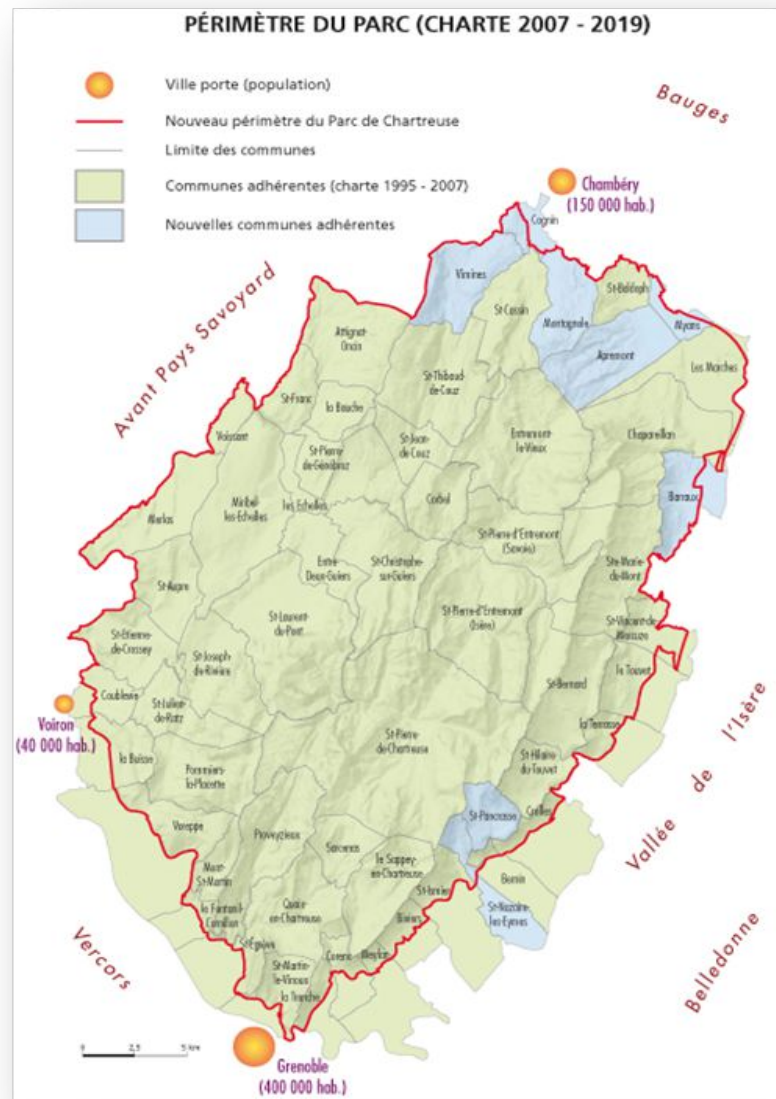 PÉRIMÈTRE DU PARC (CHARTE 2007 - 2019)
Ville porte (population)
Nouveau périmètre du Parc de Chartreuse
Limite des communes
Communes adhérentes (charte 1995 - 2007)
Nouvelles communes adhérentes
Bauges
Chambéry
(150 000 hab.)
Cognin
Vimines
St-Cassin
Montagnole
St-Baldoph
Myans
Apremont
Les Marches
Avant Pays Savoyard
Attignat-
Oncin
St-Thibaud-
de-Couz
St-Franc
la Bauche
Entremont-
le-Vieux
Chapareillan
Voissant
St-Pierre-
de-Génébroz
St-Jean-
de-Couz
Corbel
Barraux
Merlas
Miribel-
les-Echelles
les Echelles
St-Pierre d'Entremont
(Savoie)
St-Aupre
Entre-
Deux-Guiers
St-Christophe-
sur-Guiers
Ste-Marie-
du-Mont
St-Laurent-
du-Pont
St-Pierre-d'Entremont
(Isère)
St-Vincent-de-
Mercuze
St-Etienne-
de-Crossey
St-Joseph-
de-Rivière
St-Bernard
le Touvet
Coublevie
St-Julien-
de-Ratz
la Terrasse
Voiron
(40 000 hab.)
St-Pierre-
de-Chartreuse
la Buisse
Pommiers-
la-Placette
St-Hilaire-
du-Touvet
Vallée de l'Isère
St-Pancrasse
Crolles
Voreppe
Proveyzieux
Sarcenas
le Sappey-
en-Chartreuse
Mont-
St-Martin
St-Ismier
Bernin
le Fontanil-
Cornillon
Quaix-
en-Chartreuse
Biviers
St-Nazaire-
les-Eymes
Vercors
Egrève
Corenc
Meylan
Belledonne
St-Martin-
le-Vinoux
la Tronche
0
2,5
5 km
Grenoble
(400 000 hab.)